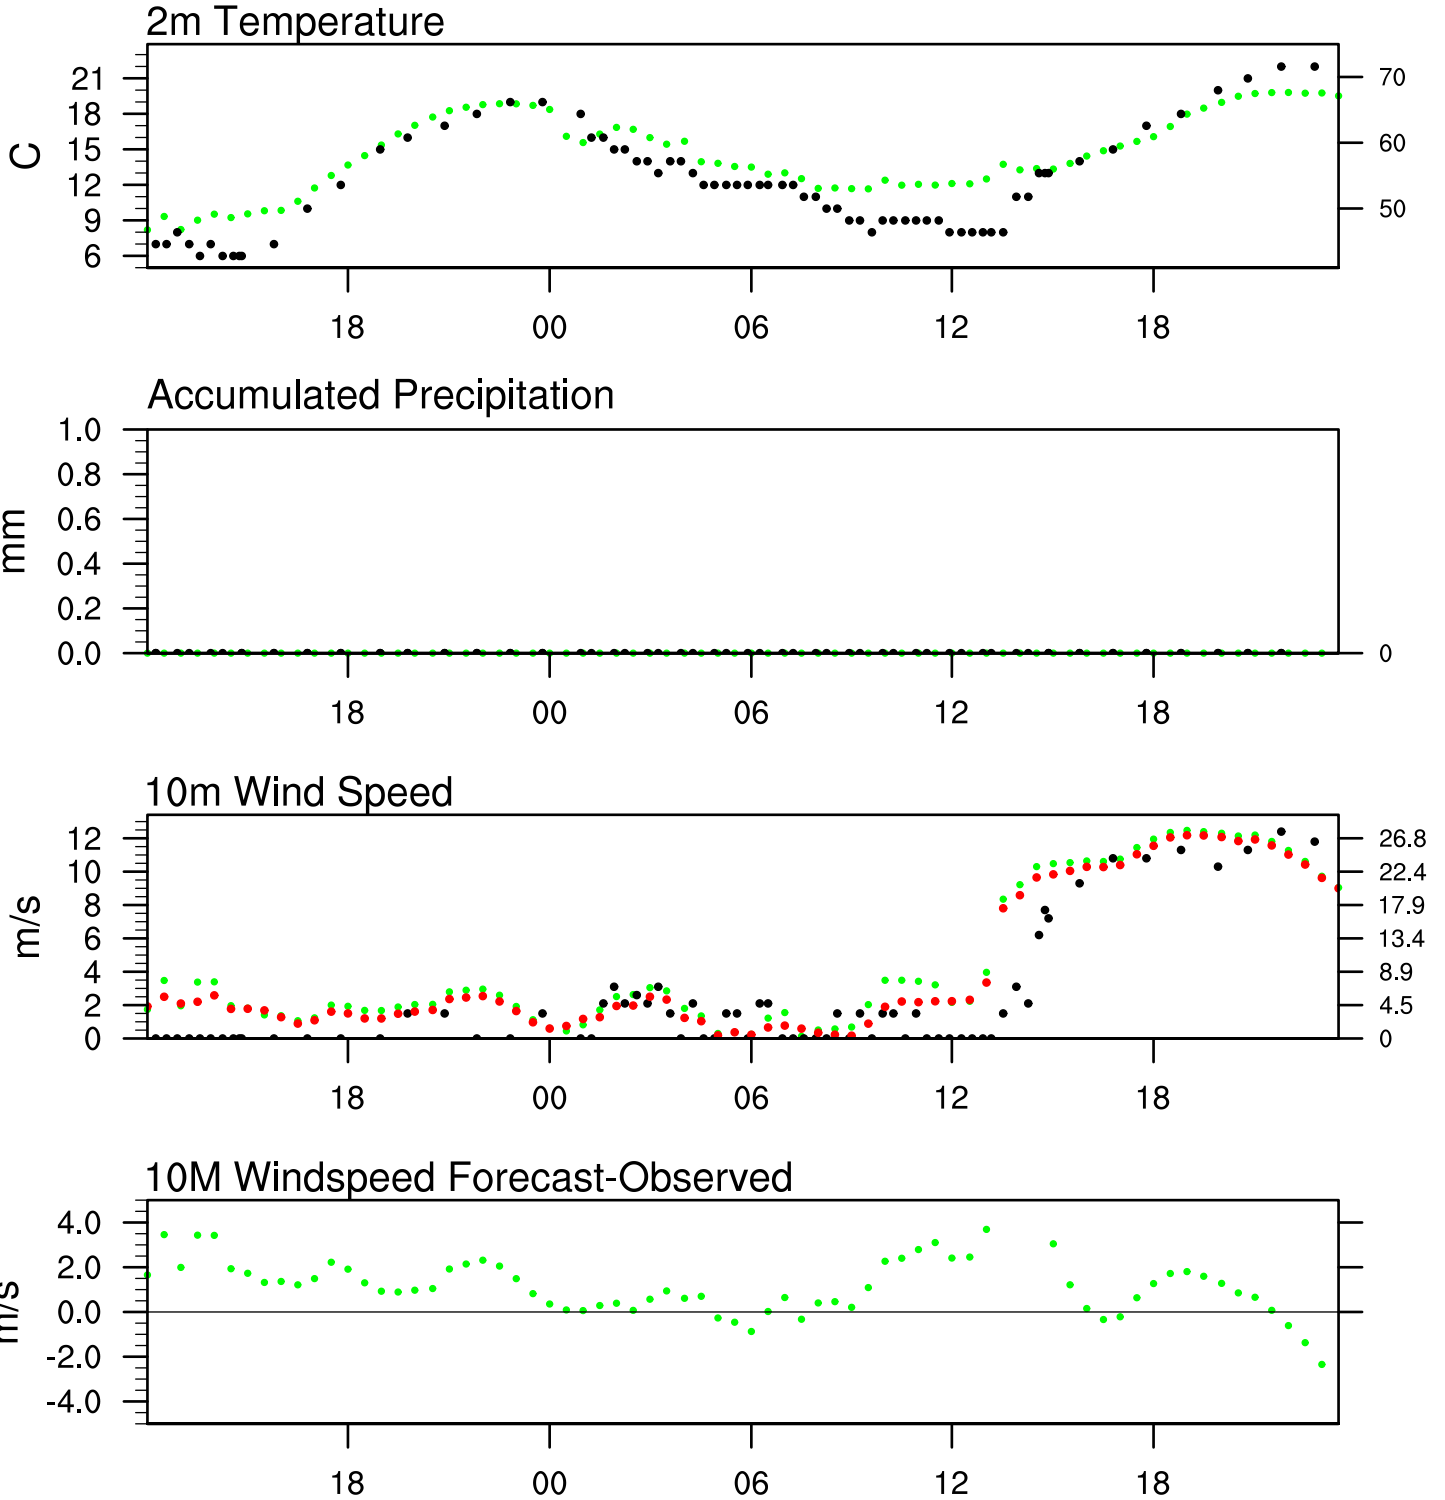 2m Temperature
C
21
18
15
12
9
6
70
60
50
18 00 06 12 18
Accumulated Precipitation
mm
1.0
0.8
0.6
0.4
0.2
0.0
0
18 00 06 12 18
10m Wind Speed
m/s
12
10
8
6
4
2
0
26.8
22.4
17.9
13.4
8.9
4.5
0
18 00 06 12 18
10M Windspeed Forecast-Observed
m/s
4.0
2.0
0.0
-2.0
-4.0
18 00 06 12 18